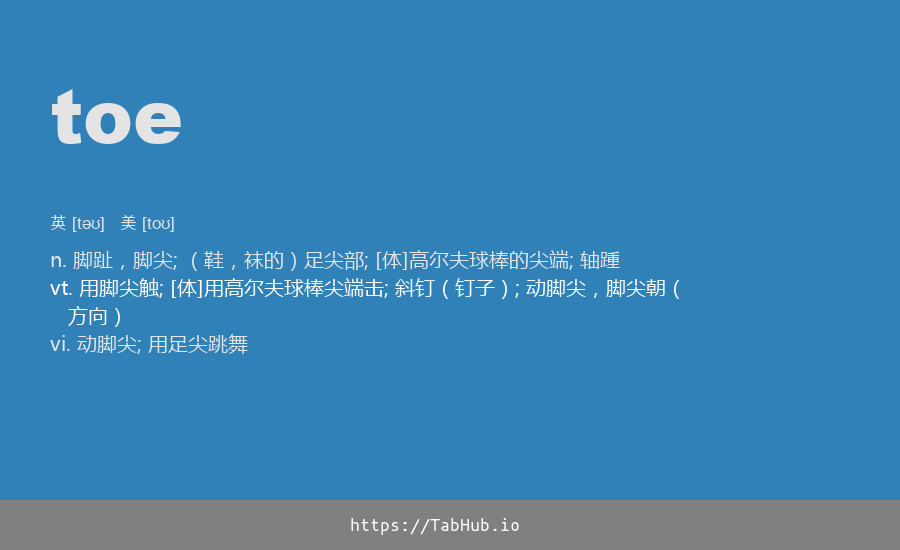 toe
英 [təʊ] 美 [toʊ]
n. 脚趾，脚尖; （鞋，袜的）足尖部; [体]高尔夫球棒的尖端; 轴踵
vt. 用脚尖触; [体]用高尔夫球棒尖端击; 斜钉（钉子）; 动脚尖，脚尖朝（
方向）
vi. 动脚尖; 用足尖跳舞
https://TabHub.io